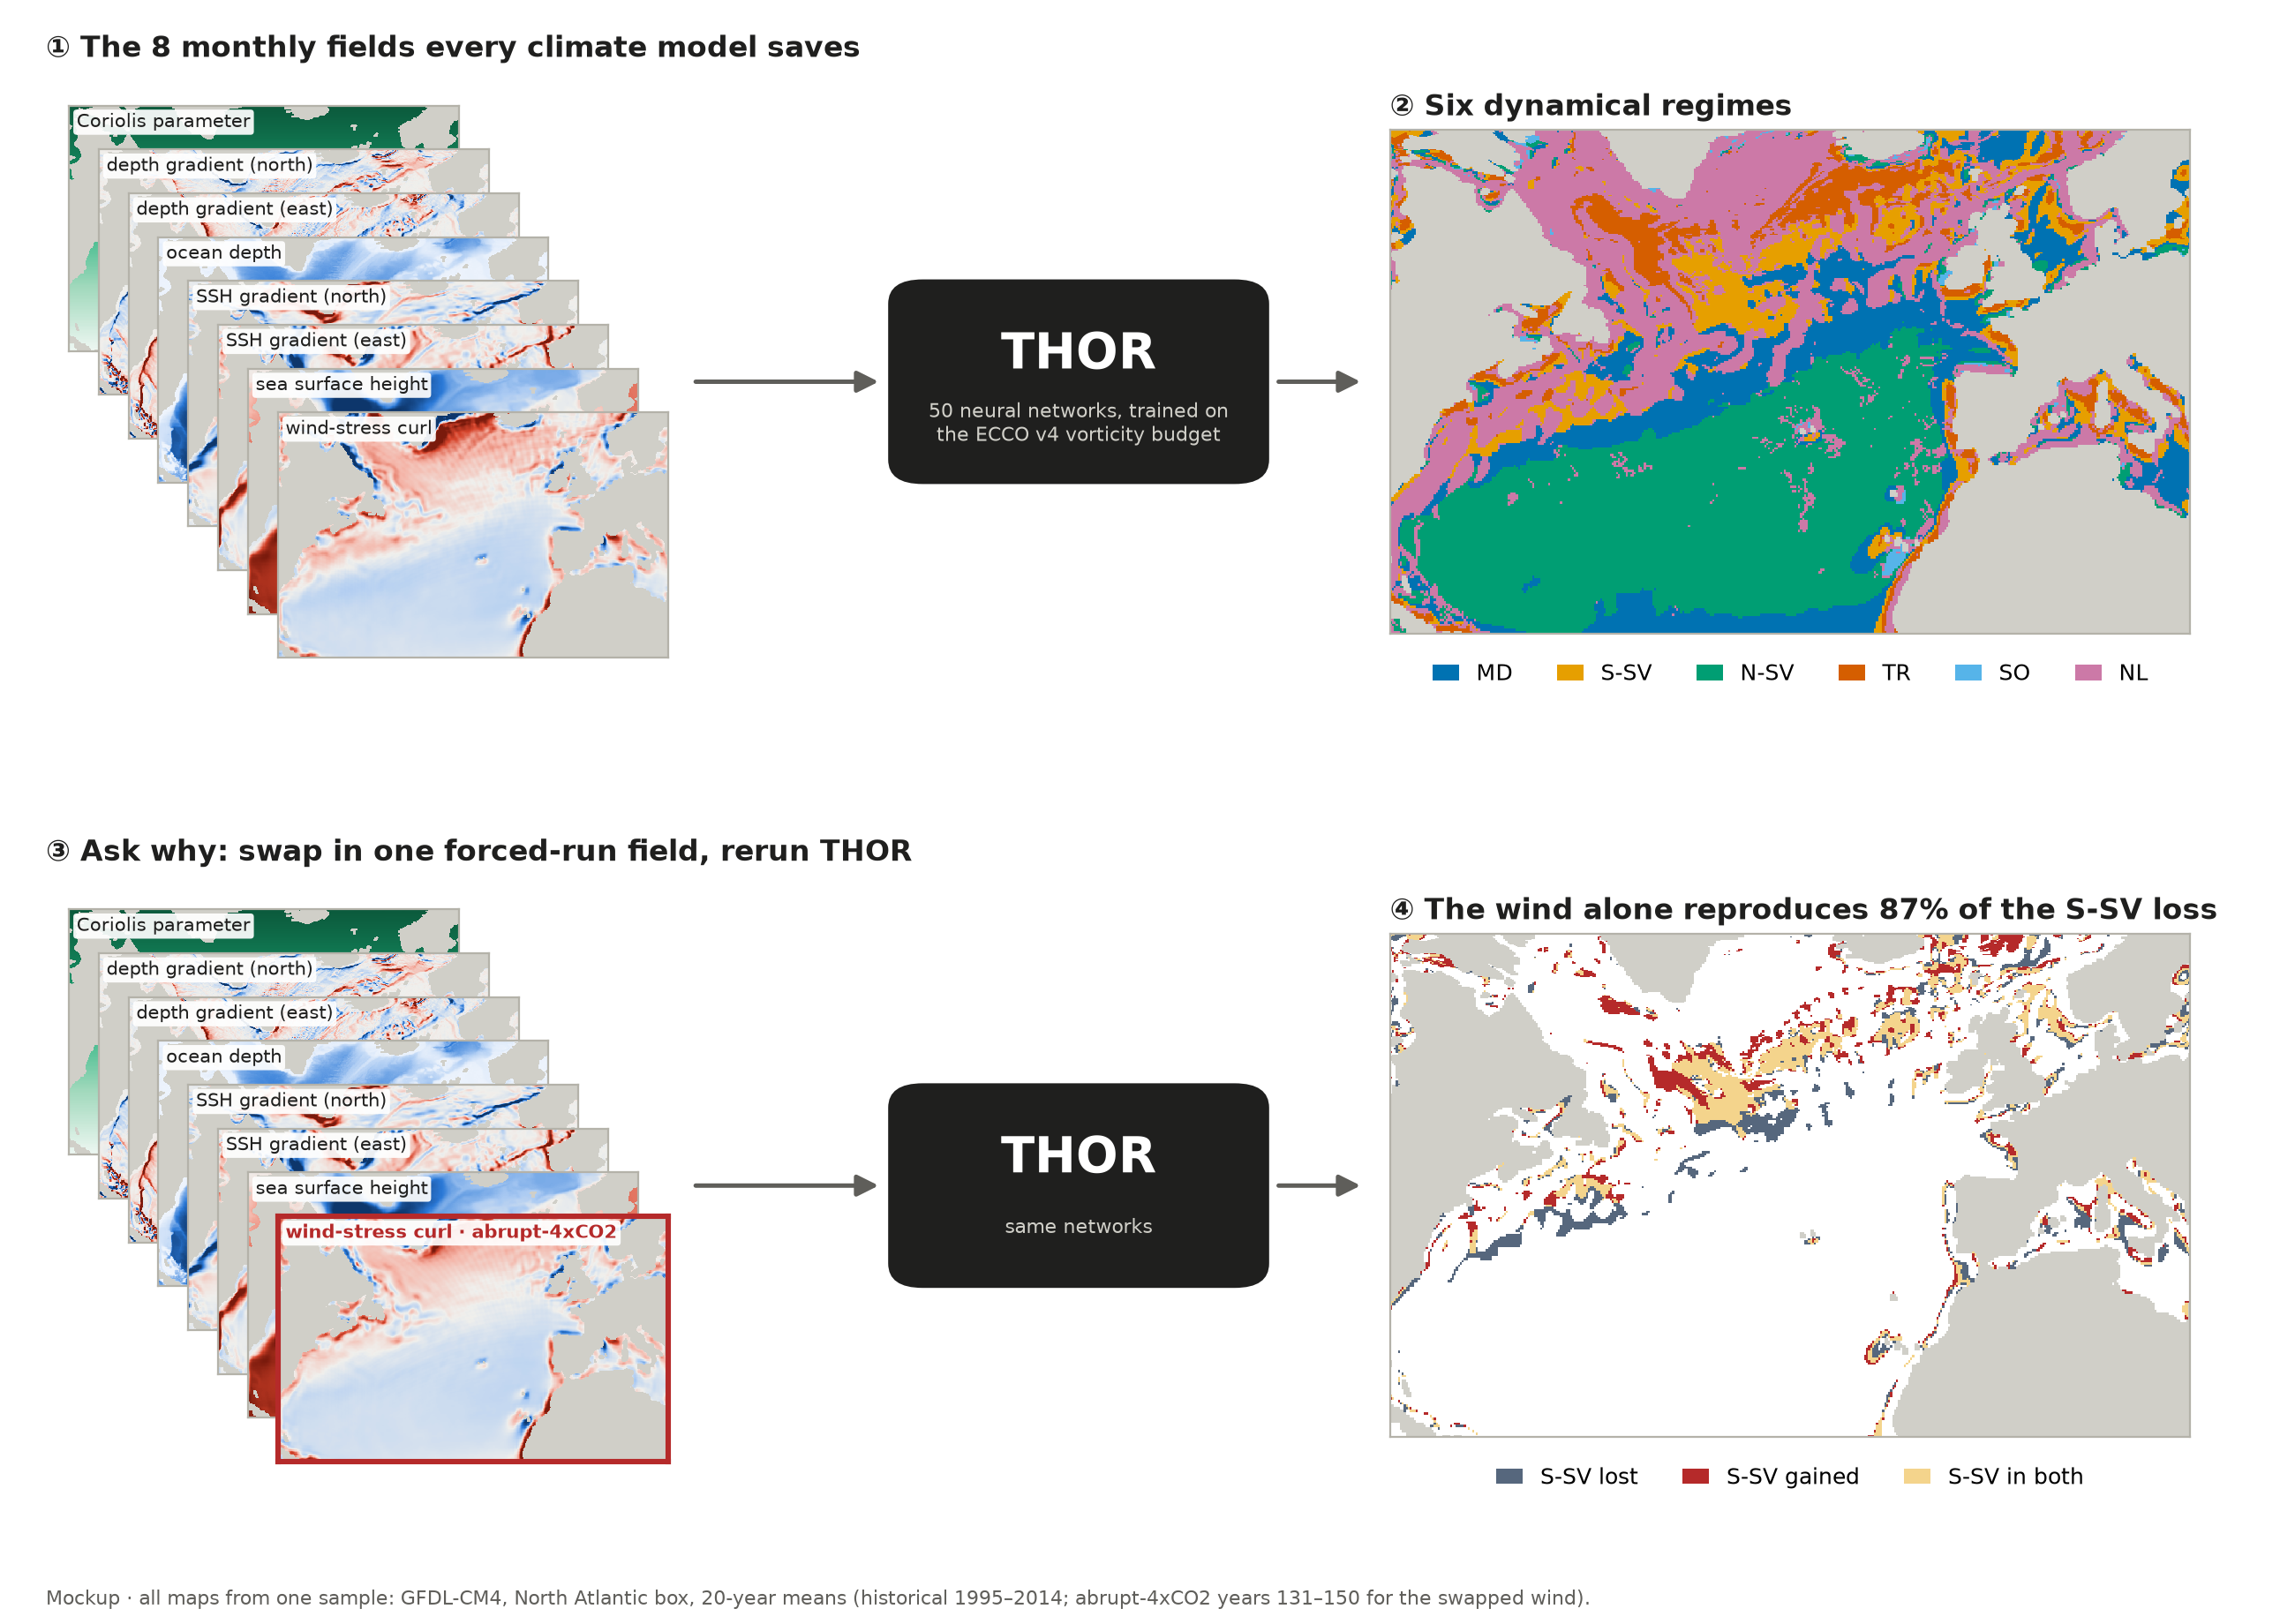 ① The 8 monthly fields every climate model saves
Coriolis parameter
depth gradient (north)
depth gradient (east)
ocean depth
SSH gradient (north)
SSH gradient (east)
sea surface height
wind-stress curl
THOR
50 neural networks, trained on
the ECCO v4 vorticity budget
② Six dynamical regimes
MD
S-SV
N-SV
TR
SO
NL
③ Ask why: swap in one forced-run field, rerun THOR
Coriolis parameter
depth gradient (north)
depth gradient (east)
ocean depth
SSH gradient (north)
SSH gradient (east)
sea surface height
wind-stress curl · abrupt-4xCO2
THOR
same networks
④ The wind alone reproduces 87% of the S-SV loss
S-SV lost
S-SV gained
S-SV in both
Mockup · all maps from one sample: GFDL-CM4, North Atlantic box, 20-year means (historical 1995–2014; abrupt-4xCO2 years 131–150 for the swapped wind).